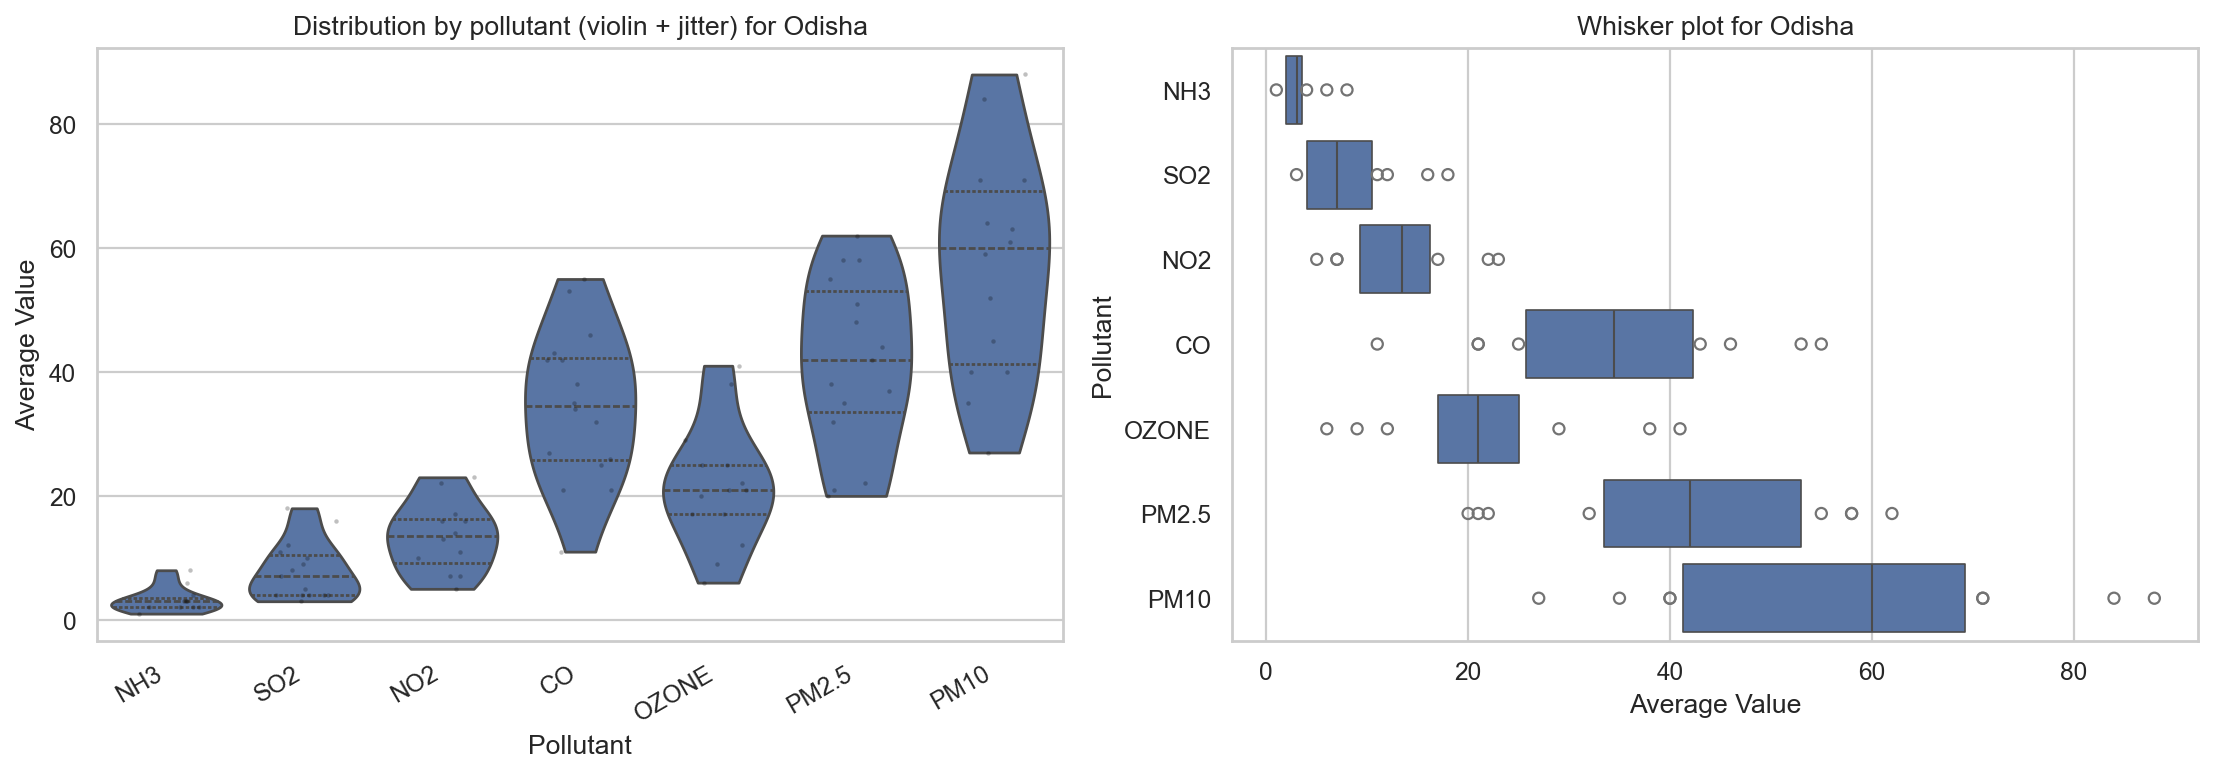 Distribution by pollutant (violin + jitter) for Odisha
Average Value
80
60
40
20
0
NH3
SO2
NO2
CO
OZONE
PM2.5
PM10
Pollutant
Whisker plot for Odisha
Pollutant
NH3
SO2
NO2
CO
OZONE
PM2.5
PM10
0
20
40
60
80
Average Value